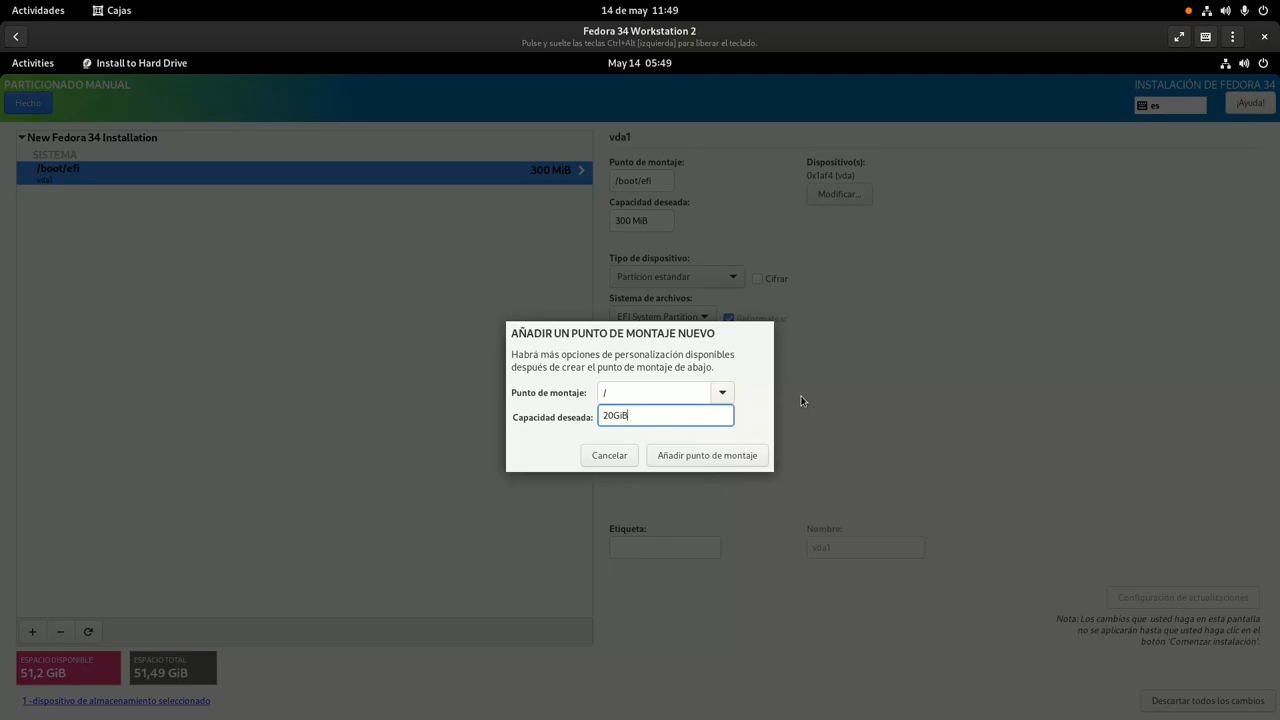 Actividades
Cajas
14 de may 11:49
Fedora 34 Workstation 2
Pulse y suelte las teclas Ctrl+Alt [izquierda] para liberar el teclado.
Activities
Install to Hard Drive
May 14 05:49
PARTICIONADO MANUAL
INSTALACIÓN DE FEDORA 34
Hecho
es
¡Ayuda!
New Fedora 34 Installation
SISTEMA
/boot/efi
300 MiB
vda1
vda1
Punto de montaje:
Dispositivo(s):
/boot/efi
0x1af4 (vda)
Modificar...
Capacidad deseada:
300 MiB
Tipo de dispositivo:
Partición estándar
Cifrar
Sistema de archivos:
EFI System Partition
Reformatear
AÑADIR UN PUNTO DE MONTAJE NUEVO
Habrá más opciones de personalización disponibles
después de crear el punto de montaje de abajo.
Punto de montaje:
/
Capacidad deseada:
20GiB
Cancelar
Añadir punto de montaje
Etiqueta:
Nombre:
vda1
Configuración de actualizaciones
Nota: Los cambios que usted haga en esta pantalla
no se aplicarán hasta que usted haga clic en el
botón 'Comenzar instalación'.
+
−
ESPACIO DISPONIBLE
51,2 GiB
ESPACIO TOTAL
51,49 GiB
1 -dispositivo de almacenamiento seleccionado
Descartar todos los cambios